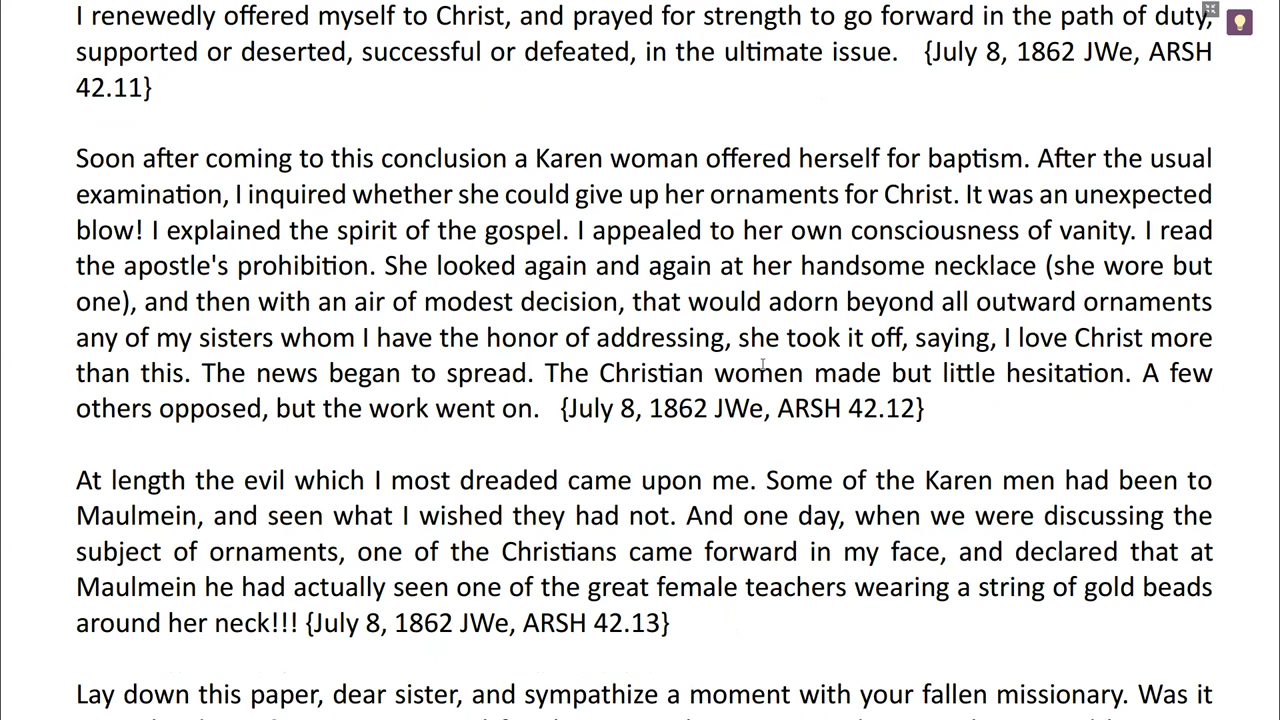 I renewedly offered myself to Christ, and prayed for strength to go forward in the path of duty,
supported or deserted, successful or defeated, in the ultimate issue. {July 8, 1862 JWe, ARSH
42.11}
Soon after coming to this conclusion a Karen woman offered herself for baptism. After the usual
examination, I inquired whether she could give up her ornaments for Christ. It was an unexpected
blow! I explained the spirit of the gospel. I appealed to her own consciousness of vanity. I read
the apostle's prohibition. She looked again and again at her handsome necklace (she wore but
one), and then with an air of modest decision, that would adorn beyond all outward ornaments
any of my sisters whom I have the honor of addressing, she took it off, saying, I love Christ more
than this. The news began to spread. The Christian women made but little hesitation. A few
others opposed, but the work went on. {July 8, 1862 JWe, ARSH 42.12}
At length the evil which I most dreaded came upon me. Some of the Karen men had been to
Maulmein, and seen what I wished they had not. And one day, when we were discussing the
subject of ornaments, one of the Christians came forward in my face, and declared that at
Maulmein he had actually seen one of the great female teachers wearing a string of gold beads
around her neck!!! {July 8, 1862 JWe, ARSH 42.13}
Lay down this paper, dear sister, and sympathize a moment with your fallen missionary. Was it